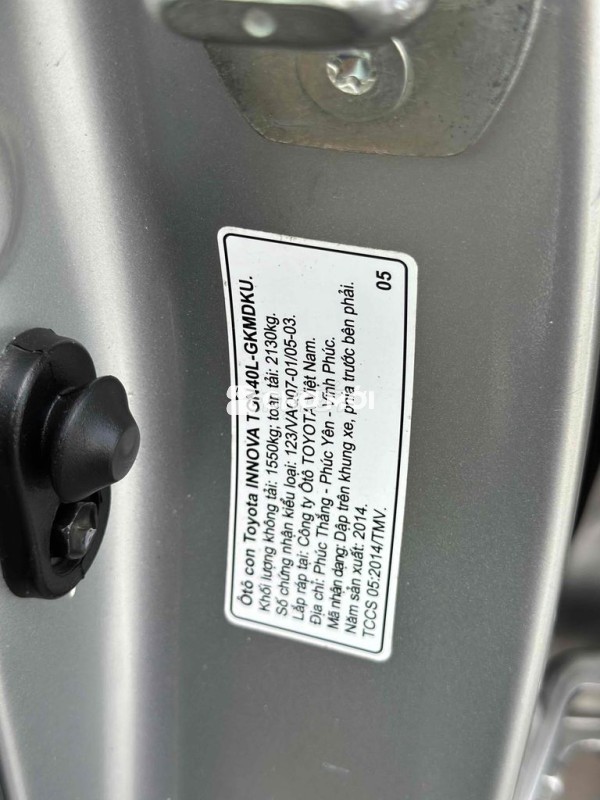 Ôtô con Toyota INNOVA TGN40L-GKMDKU.
Khối lượng không tải: 1550kg; toàn tải: 2130kg.
Số chứng nhận kiểu loại: 123/VAQ07-01/05-03.
Lắp ráp tại: Công ty Ôtô TOYOTA Việt Nam.
Địa chỉ: Phúc Thắng - Phúc Yên - Vĩnh Phúc.
Mã nhận dạng: Dập trên khung xe, phía trước bên phải.
Năm sản xuất: 2014.
TCCS 05:2014/TMV.
05